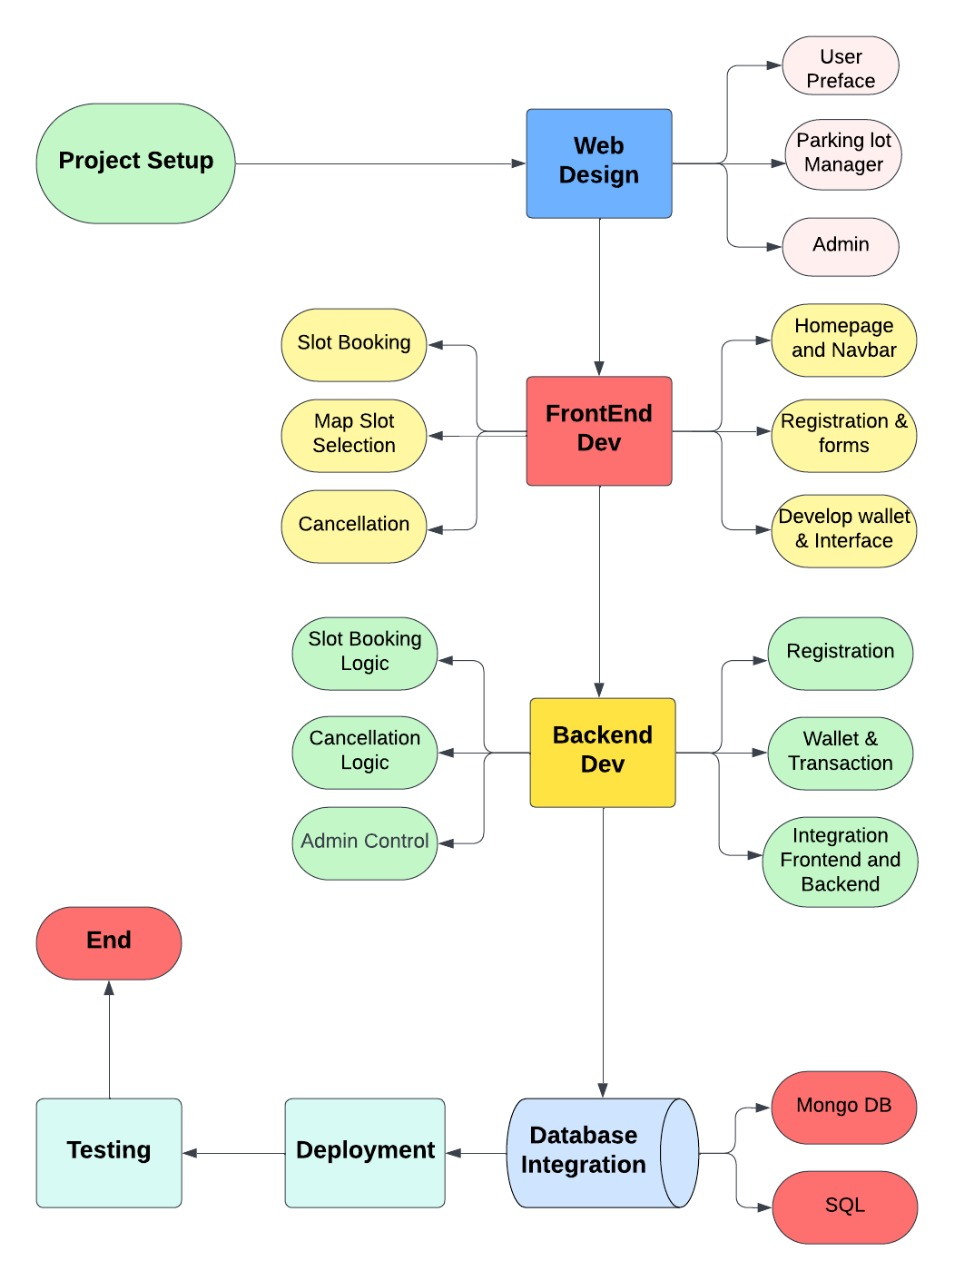 User
Preface
Project Setup
Web
Design
Parking lot
Manager
Admin
Slot Booking
Map Slot
Selection
Cancellation
FrontEnd
Dev
Homepage
and Navbar
Registration &
forms
Develop wallet
& Interface
Slot Booking
Logic
Cancellation
Logic
Admin Control
Backend
Dev
Registration
Wallet &
Transaction
Integration
Frontend and
Backend
End
Testing
Deployment
Database
Integration
Mongo DB
SQL